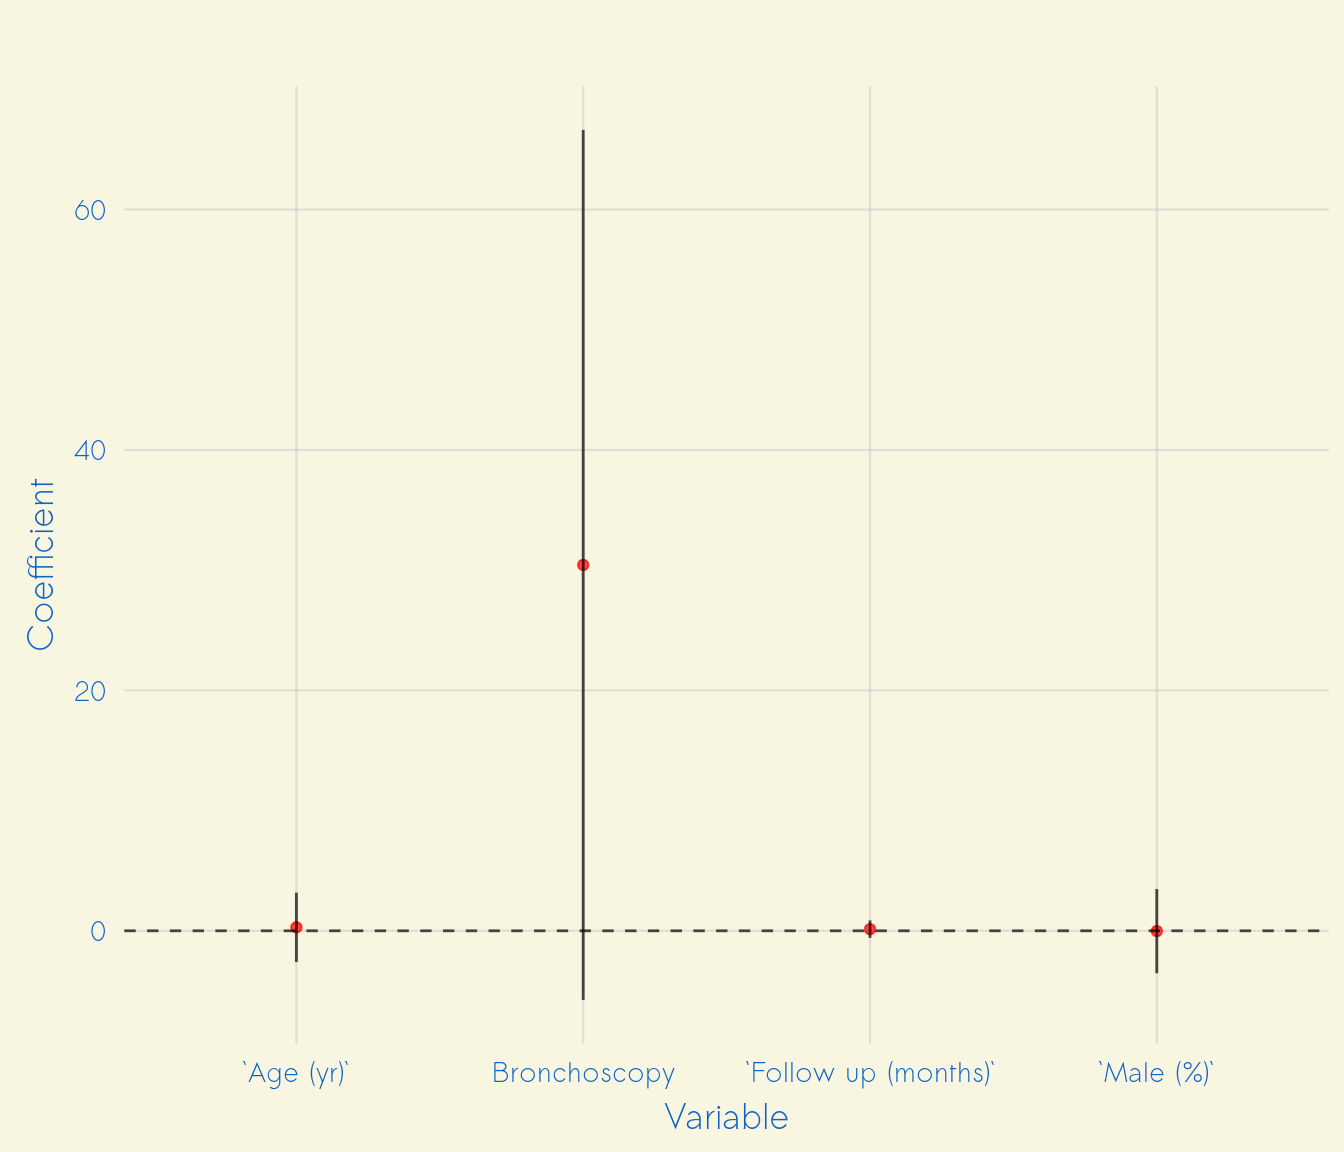 60
40
20
0
Coefficient
`Age (yr)`
Bronchoscopy
`Follow up (months)`
`Male (%)`
Variable